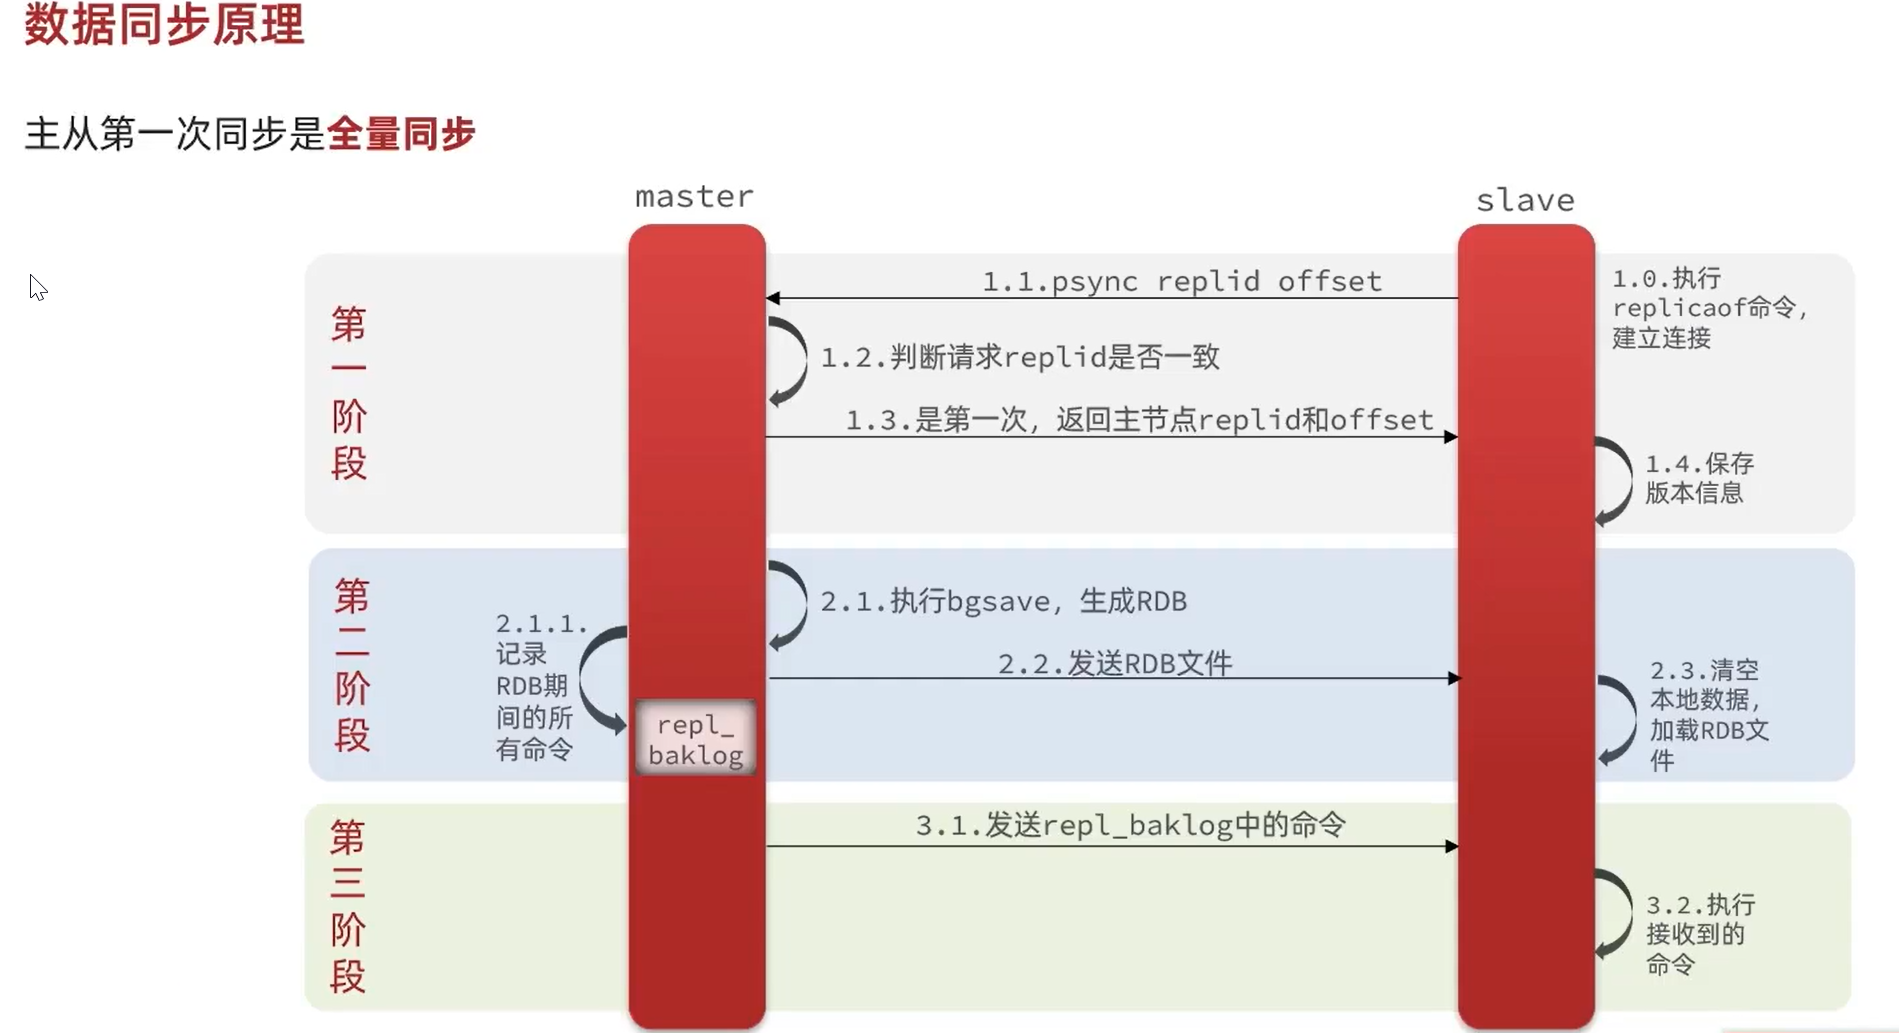 数据同步原理
主从第一次同步是全量同步
master
slave
第
一
阶
段
1.0.执行
replicaof命令,
建立连接
1.1.psync replid offset
1.2.判断请求replid是否一致
1.3.是第一次, 返回主节点replid和offset
1.4.保存
版本信息
第
二
阶
段
2.1.执行bgsave, 生成RDB
2.1.1.
记录
RDB期
间的所
有命令
repl_
baklog
2.2.发送RDB文件
2.3.清空
本地数据,
加载RDB文
件
第
三
阶
段
3.1.发送repl_baklog中的命令
3.2.执行
接收到的
命令